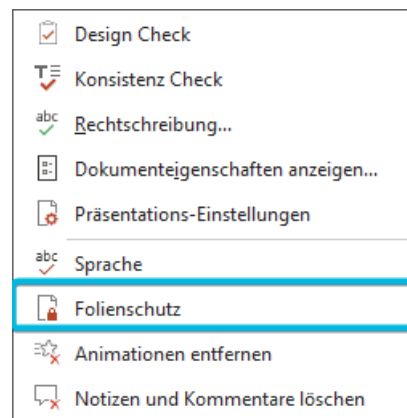 Design Check
Konsistenz Check
abc Rechtschreibung...
Dokumenteigenschaften anzeigen...
Präsentations-Einstellungen
abc Sprache
Folienschutz
Animationen entfernen
Notizen und Kommentare löschen